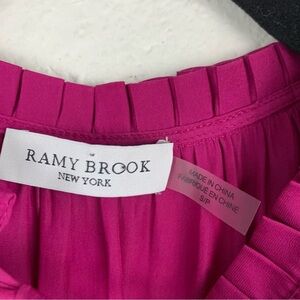 RAMY BROOK
NEW YORK
MADE IN CHINA
FABRIQUÉ EN CHINE
S/P